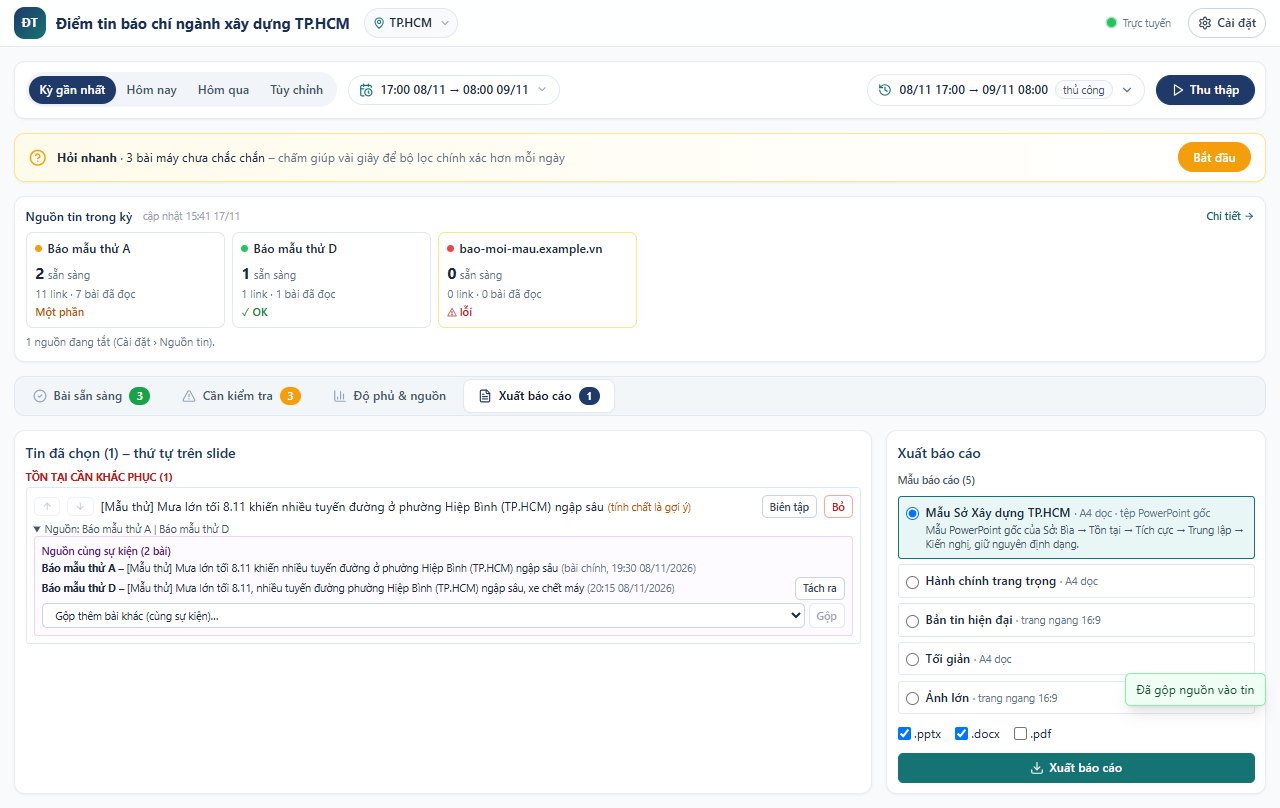 ĐT Điểm tin báo chí ngành xây dựng TP.HCM TP.HCM Trực tuyến Cài đặt
Kỳ gần nhất Hôm nay Hôm qua Tùy chỉnh 17:00 08/11 → 08:00 09/11 08/11 17:00 → 09/11 08:00 thủ công Thu thập
Hỏi nhanh · 3 bài máy chưa chắc chắn – chấm giúp vài giây để bộ lọc chính xác hơn mỗi ngày Bắt đầu
Nguồn tin trong kỳ cập nhật 15:41 17/11 Chi tiết →
Báo mẫu thử A
2 sẵn sàng
11 link · 7 bài đã đọc
Một phần
Báo mẫu thử D
1 sẵn sàng
1 link · 1 bài đã đọc
✓ OK
bao-moi-mau.example.vn
0 sẵn sàng
0 link · 0 bài đã đọc
⚠ lỗi
1 nguồn đang tắt (Cài đặt › Nguồn tin).
Bài sẵn sàng 3 Cần kiểm tra 3 Độ phủ & nguồn Xuất báo cáo 1
Tin đã chọn (1) – thứ tự trên slide
TỒN TẠI CẦN KHẮC PHỤC (1)
↑ ↓ [Mẫu thử] Mưa lớn tối 8.11 khiến nhiều tuyến đường ở phường Hiệp Bình (TP.HCM) ngập sâu (tính chất là gợi ý) Biên tập Bỏ
▼ Nguồn: Báo mẫu thử A | Báo mẫu thử D
Nguồn cùng sự kiện (2 bài)
Báo mẫu thử A – [Mẫu thử] Mưa lớn tối 8.11 khiến nhiều tuyến đường ở phường Hiệp Bình (TP.HCM) ngập sâu (bài chính, 19:30 08/11/2026)
Báo mẫu thử D – [Mẫu thử] Mưa lớn tối 8.11, nhiều tuyến đường phường Hiệp Bình (TP.HCM) ngập sâu, xe chết máy (20:15 08/11/2026) Tách ra
Gộp thêm bài khác (cùng sự kiện)... Gộp
Xuất báo cáo
Mẫu báo cáo (5)
Mẫu Sở Xây dựng TP.HCM · A4 dọc · tệp PowerPoint gốc
Mẫu PowerPoint gốc của Sở: Bìa → Tồn tại → Tích cực → Trung lập →
Kiến nghị, giữ nguyên định dạng.
Hành chính trang trọng · A4 dọc
Bản tin hiện đại · trang ngang 16:9
Tối giản · A4 dọc
Ảnh lớn · trang ngang 16:9
Đã gộp nguồn vào tin
.pptx .docx .pdf
Xuất báo cáo